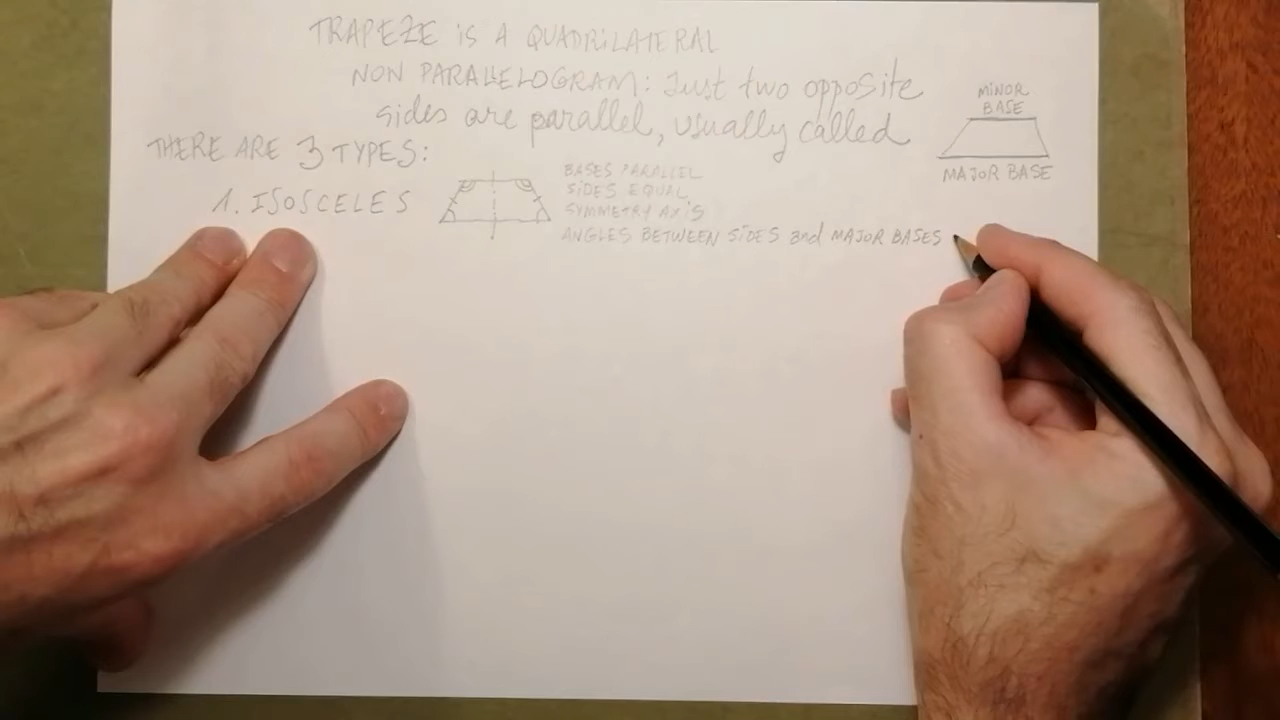 TRAPEZE iS A QUADRiLATERAL
NON PARALLELOGRAM: Just two opposite
sides are parallel, usually called
MiNOR
BASE
MAJOR BASE
THERE ARE 3 TYPES:
1. ISOSCELES
BASES PARALLEL
SiDES EQUAL
SYMMETRY AXiS
ANGLES BETWEEN SiDES and MAJOR BASES